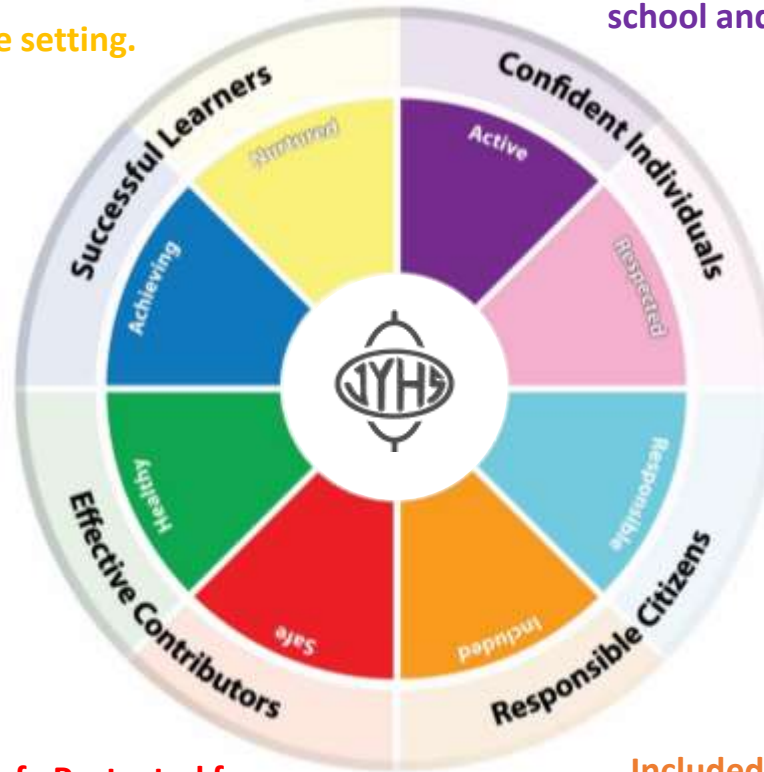 school and
e setting.
Successful Learners
Confident Individuals
Nurtured
Active
Achieving
Respected
JYHS
Healthy
Responsible
Safe
Included
Effective Contributors
Responsible Citizens
Included